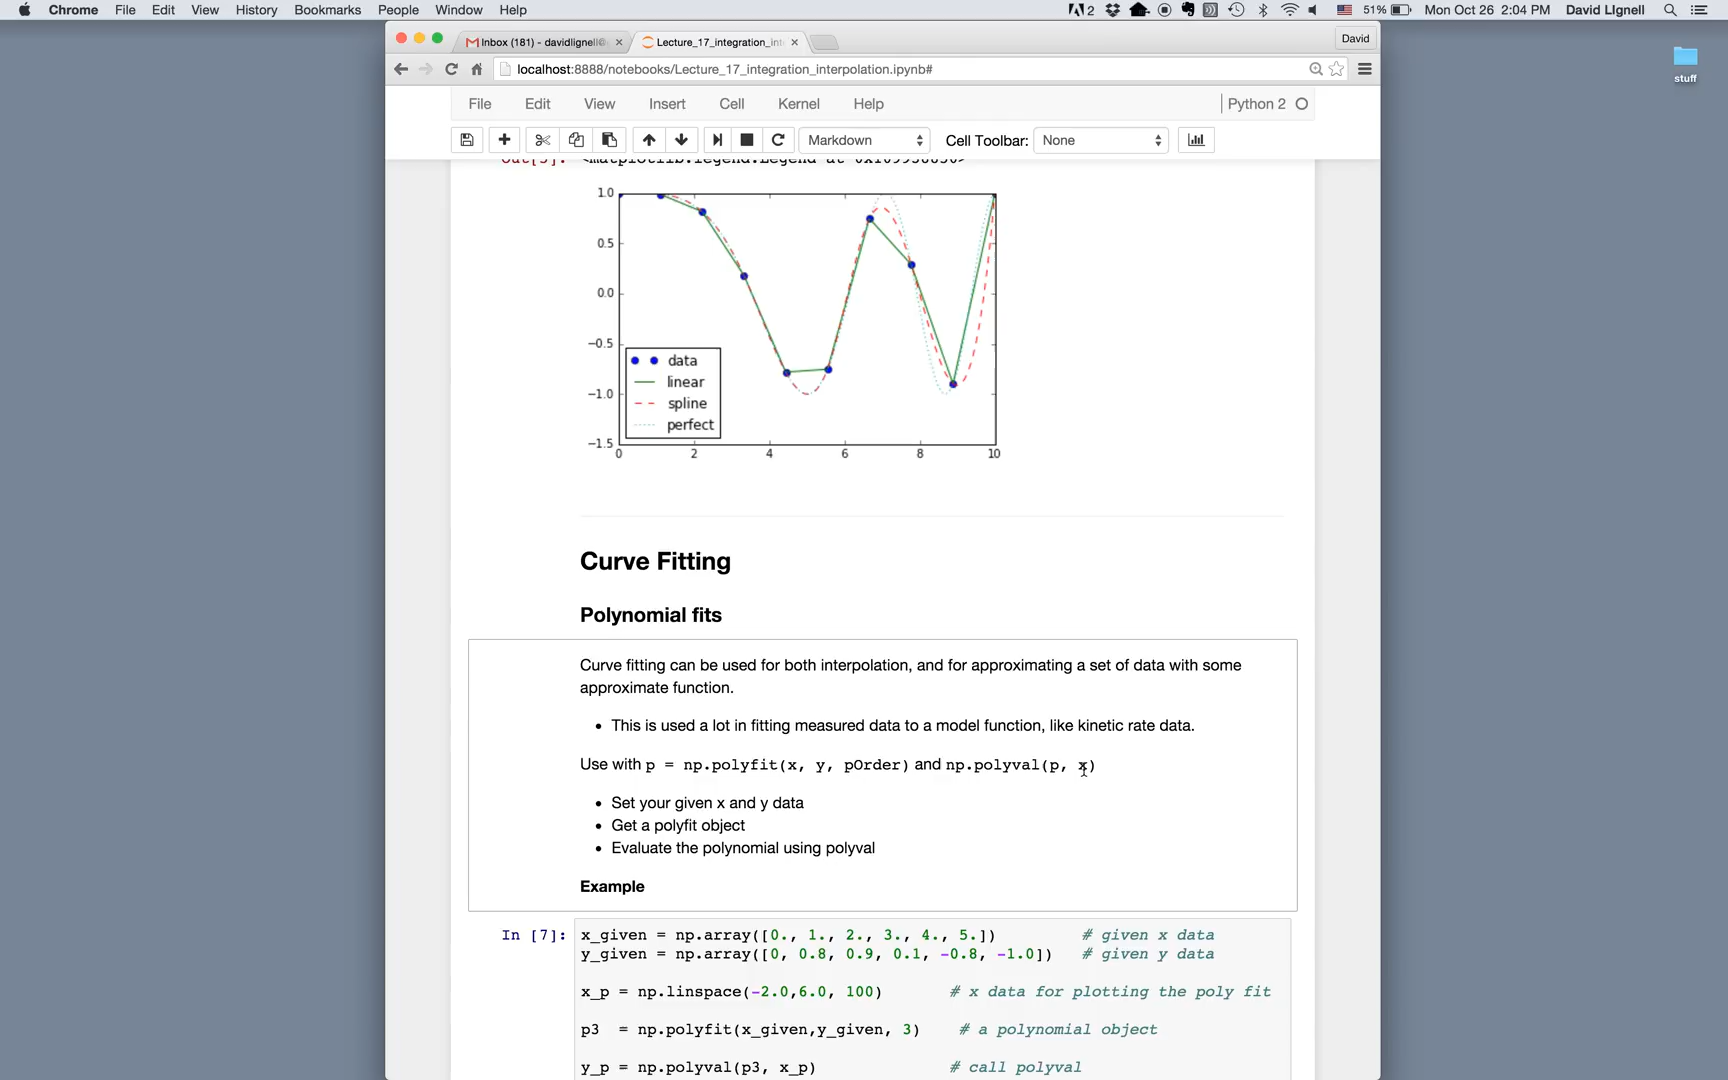 Chrome File Edit View History Bookmarks People Window Help 2 51% Mon Oct 26 2:04 PM David LIgnell
stuff
Inbox (181) - davidlignell@ × Lecture_17_integration_int × David
localhost:8888/notebooks/Lecture_17_integration_interpolation.ipynb#
File Edit View Insert Cell Kernel Help Python 2
Markdown Cell Toolbar: None
1.0
0.5
0.0
−0.5
−1.0
−1.5
data
linear
spline
perfect
0 2 4 6 8 10
Curve Fitting
Polynomial fits
Curve fitting can be used for both interpolation, and for approximating a set of data with some
approximate function.
• This is used a lot in fitting measured data to a model function, like kinetic rate data.
Use with p = np.polyfit(x, y, pOrder) and np.polyval(p, x)
• Set your given x and y data
• Get a polyfit object
• Evaluate the polynomial using polyval
Example
In [7]: x_given = np.array([0., 1., 2., 3., 4., 5.]) # given x data
y_given = np.array([0, 0.8, 0.9, 0.1, -0.8, -1.0]) # given y data
x_p = np.linspace(-2.0,6.0, 100) # x data for plotting the poly fit
p3 = np.polyfit(x_given,y_given, 3) # a polynomial object
y_p = np.polyval(p3, x_p) # call polyval